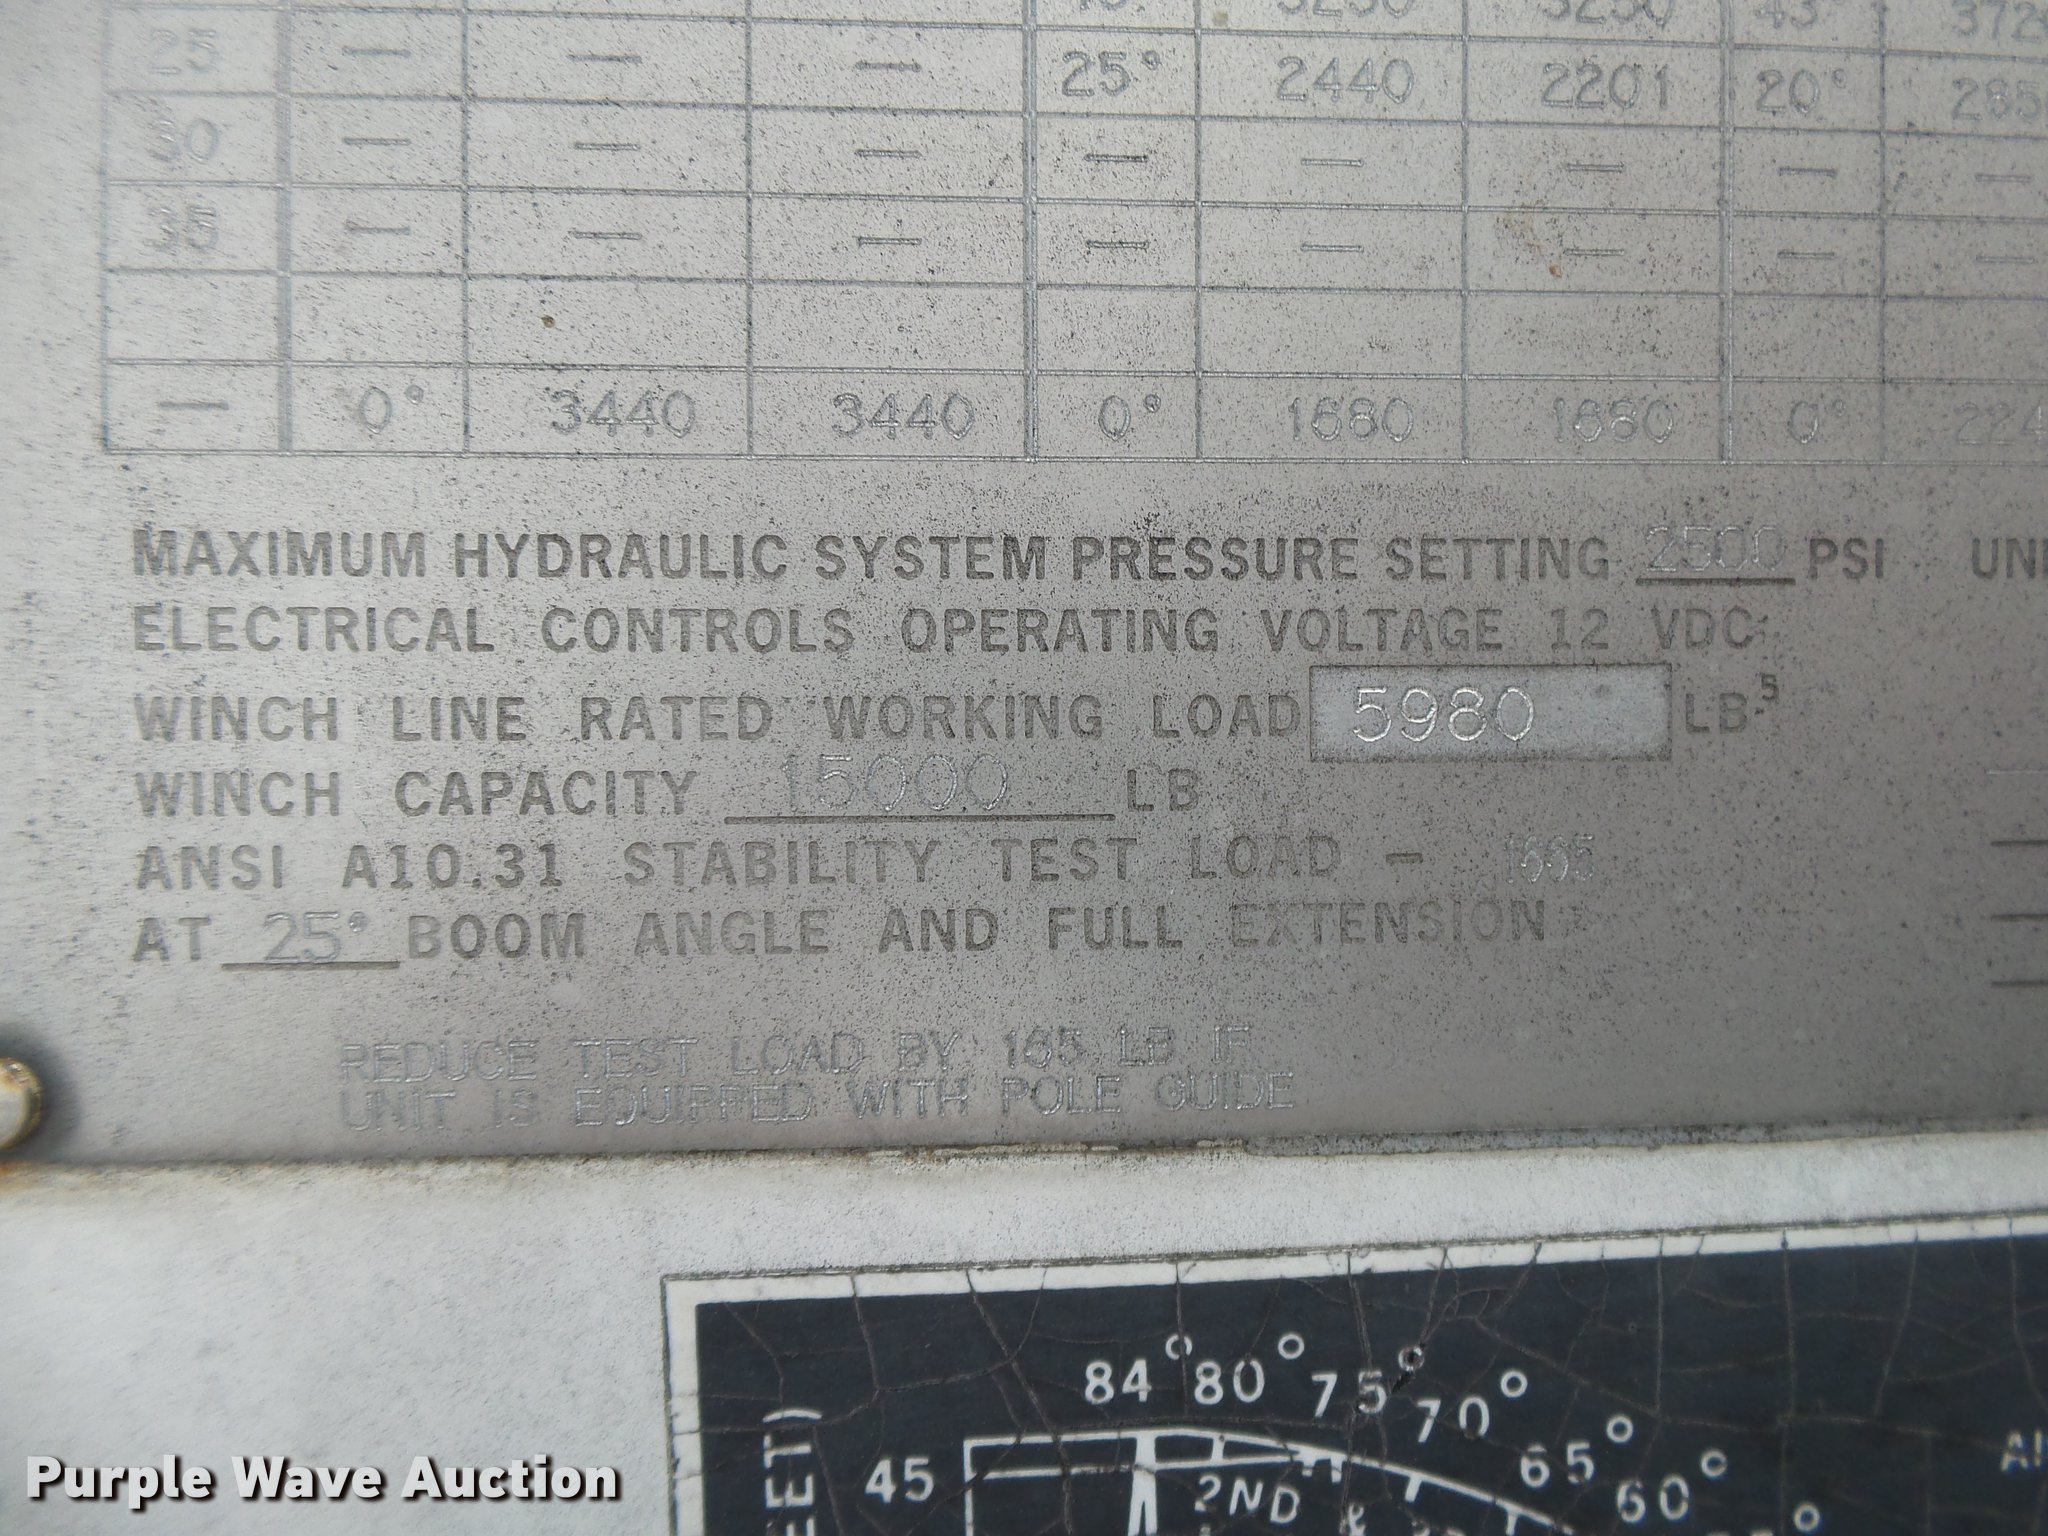 25 — — — 25° 2440 2201 20°
30 — — — — — — — —
35 — — — — — — — —
— 0° 3440 3440 0° 1680 1680 0°
MAXIMUM HYDRAULIC SYSTEM PRESSURE SETTING 2500 PSI
ELECTRICAL CONTROLS OPERATING VOLTAGE 12 VDC
WINCH LINE RATED WORKING LOAD 5980 LB⁵
WINCH CAPACITY 15000 LB
ANSI A10.31 STABILITY TEST LOAD – 1665
AT 25° BOOM ANGLE AND FULL EXTENSION
REDUCE TEST LOAD BY 165 LB IF
UNIT IS EQUIPPED WITH POLE GUIDE
84° 80° 75° 70° 65° 60°
45
2ND &
Purple Wave Auction